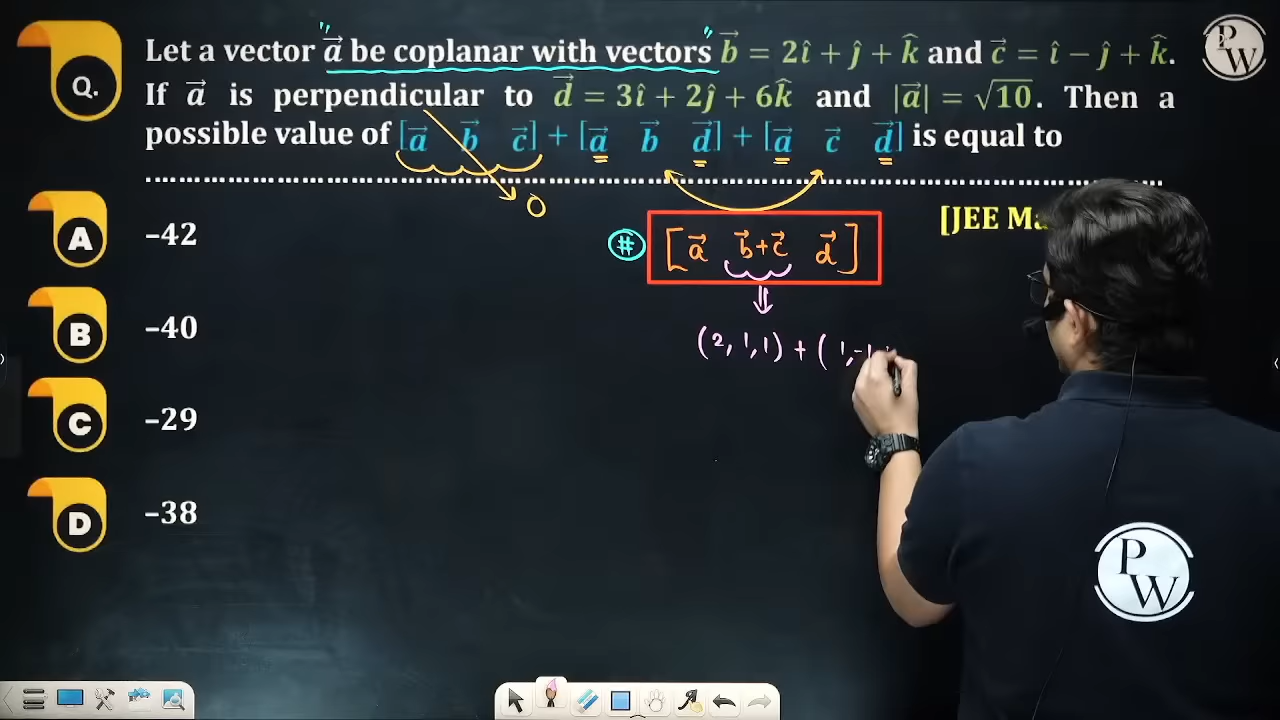 Q.
Let a vector a⃗ be coplanar with vectors b⃗ = 2î + ĵ + k̂ and c⃗ = î − ĵ + k̂.
If a⃗ is perpendicular to d⃗ = 3î + 2ĵ + 6k̂ and |a⃗| = √10. Then a
possible value of [a⃗ b⃗ c⃗] + [a⃗ b⃗ d⃗] + [a⃗ c⃗ d⃗] is equal to
0
[JEE
# [a⃗ b⃗+c⃗ d⃗]
(2, 1, 1) + ( 1, -1
A −42
B −40
C −29
D −38
PW
PW